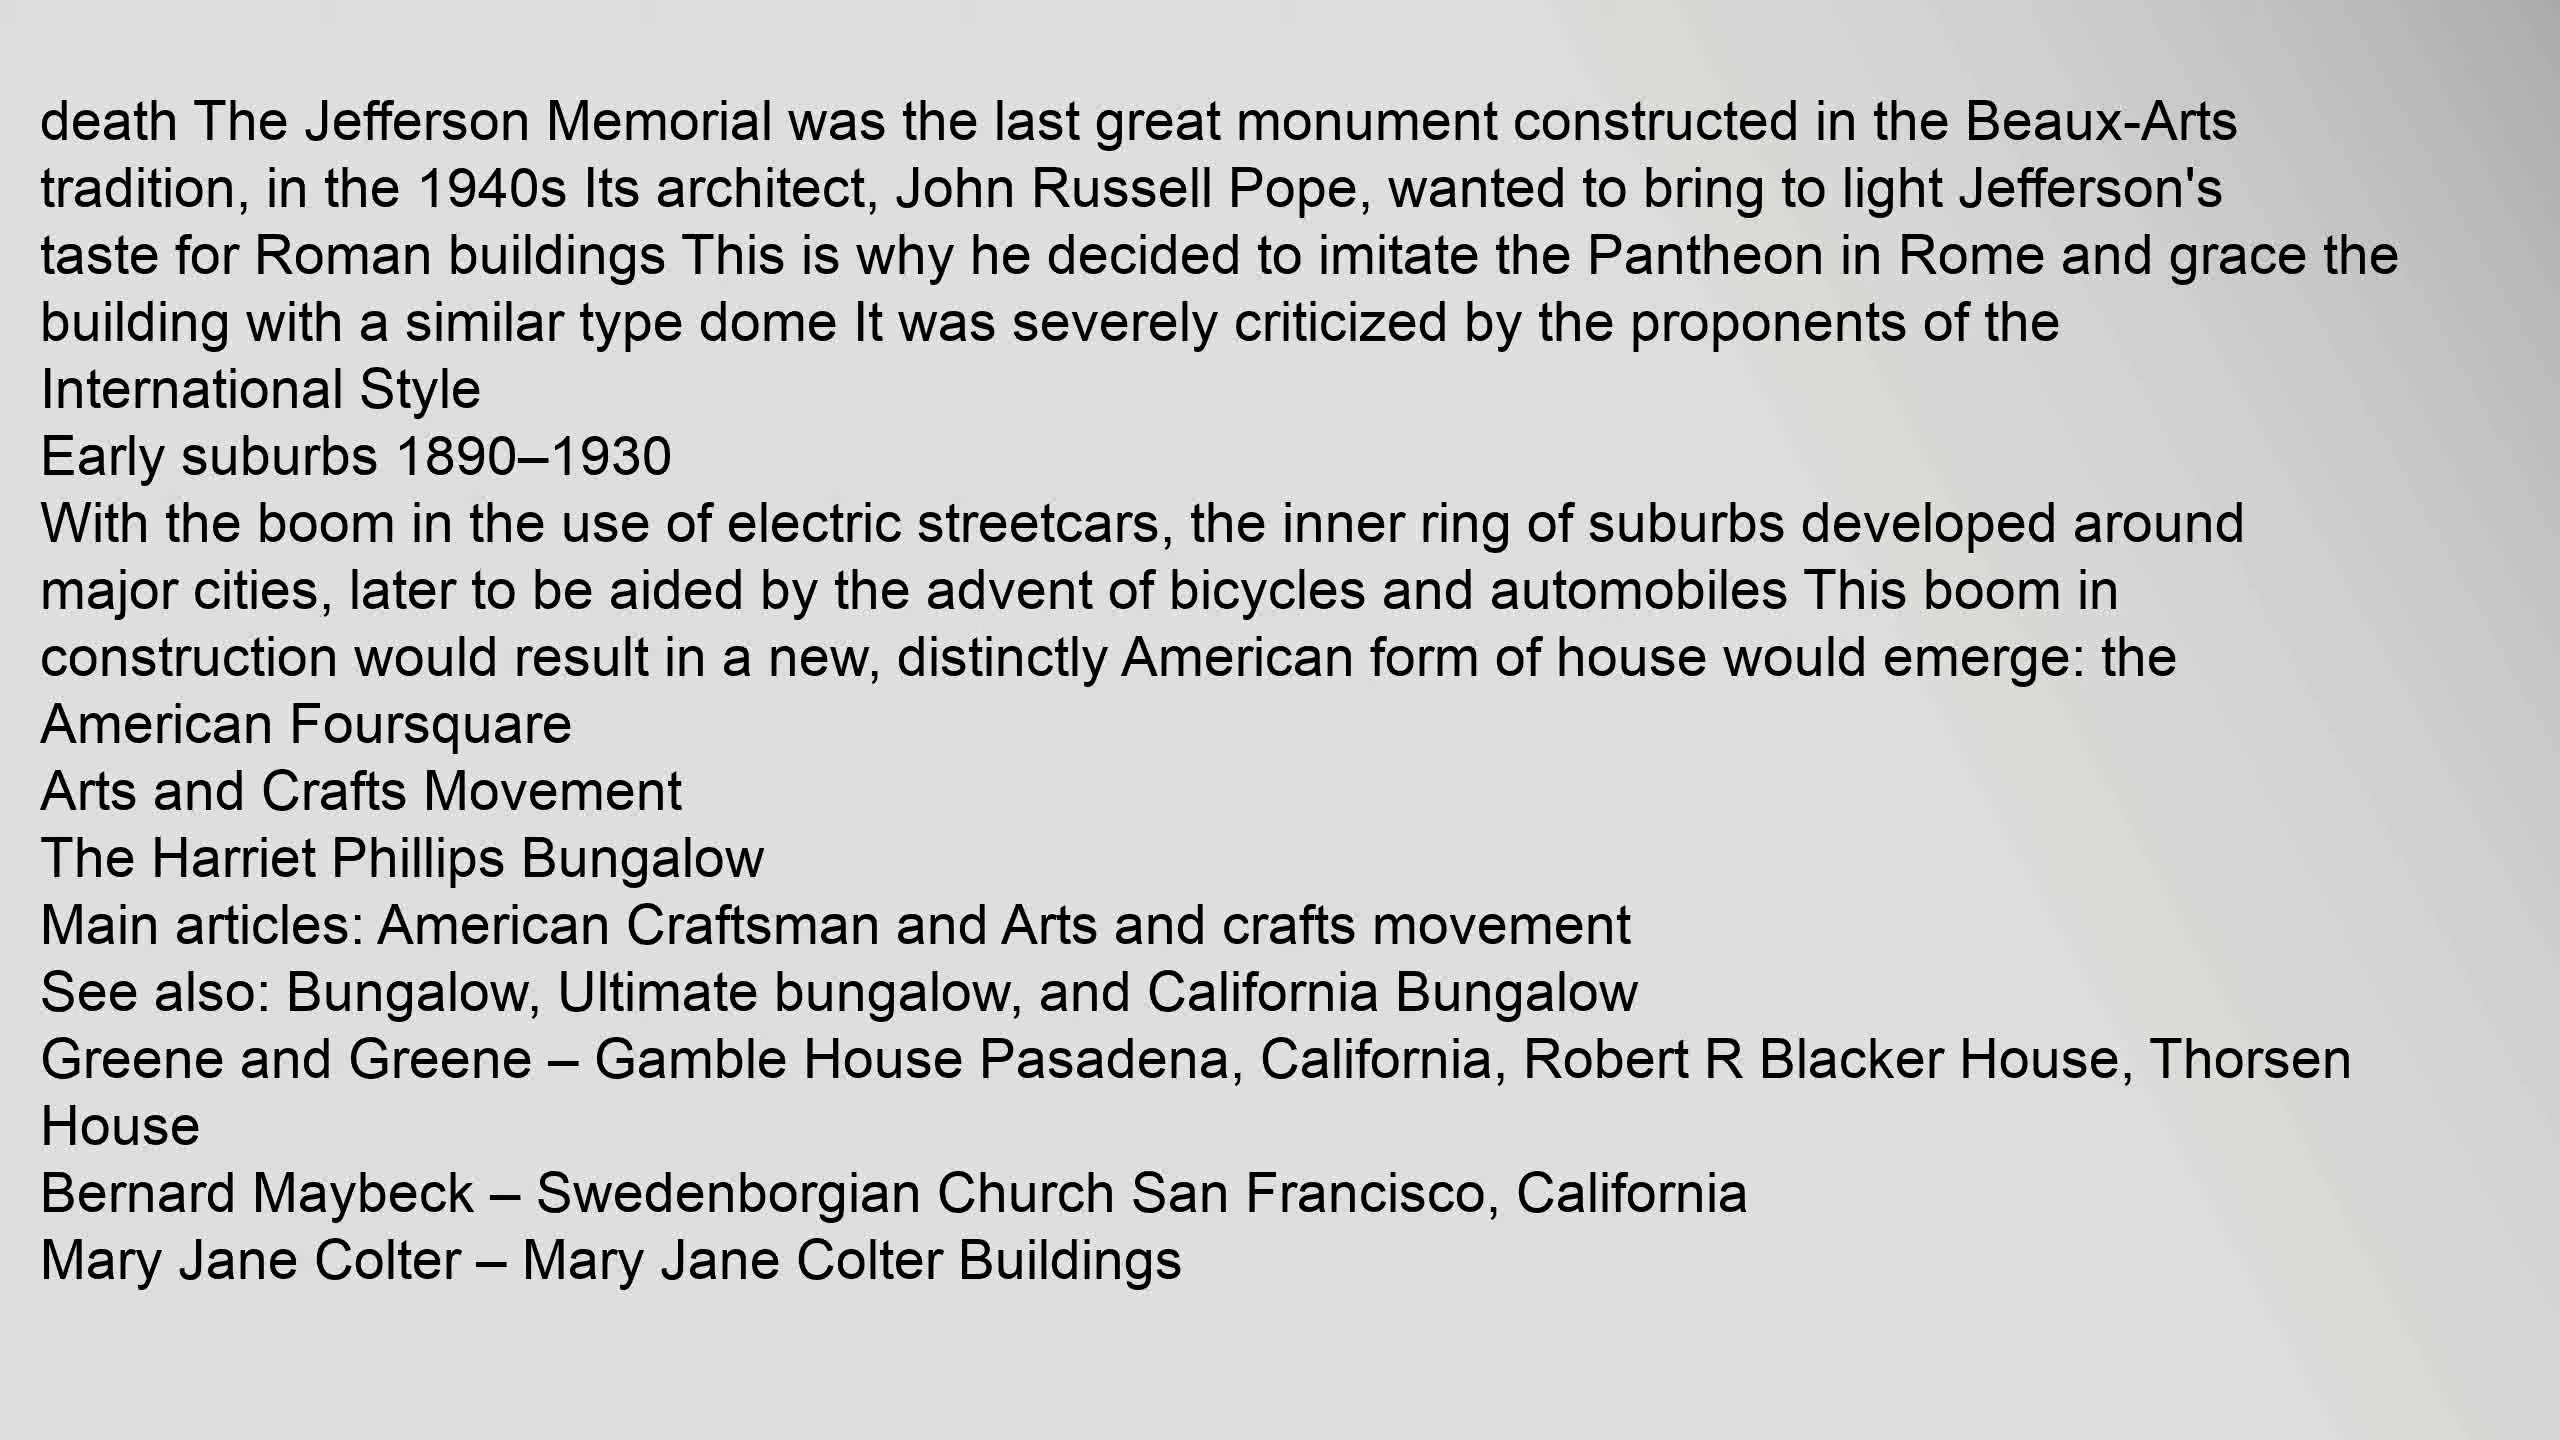 death The Jefferson Memorial was the last great monument constructed in the Beaux-Arts
tradition, in the 1940s Its architect, John Russell Pope, wanted to bring to light Jefferson's
taste for Roman buildings This is why he decided to imitate the Pantheon in Rome and grace the
building with a similar type dome It was severely criticized by the proponents of the
International Style
Early suburbs 1890–1930
With the boom in the use of electric streetcars, the inner ring of suburbs developed around
major cities, later to be aided by the advent of bicycles and automobiles This boom in
construction would result in a new, distinctly American form of house would emerge: the
American Foursquare
Arts and Crafts Movement
The Harriet Phillips Bungalow
Main articles: American Craftsman and Arts and crafts movement
See also: Bungalow, Ultimate bungalow, and California Bungalow
Greene and Greene – Gamble House Pasadena, California, Robert R Blacker House, Thorsen
House
Bernard Maybeck – Swedenborgian Church San Francisco, California
Mary Jane Colter – Mary Jane Colter Buildings